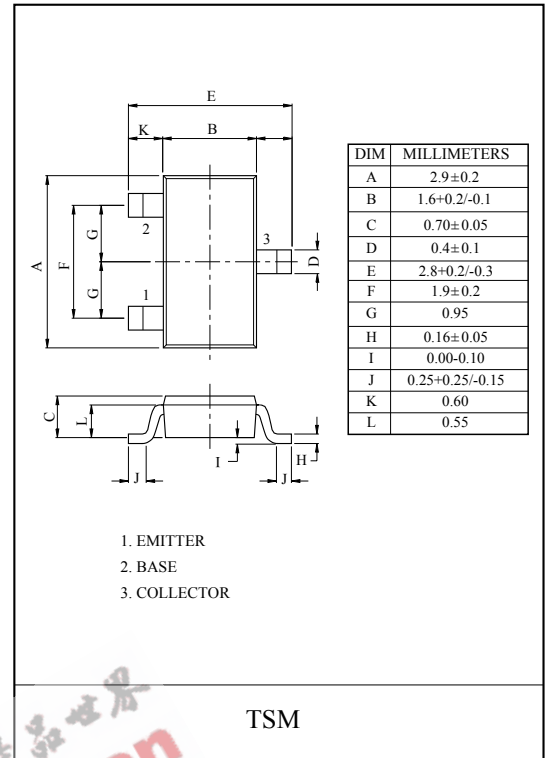 E
K B
A
F
G
G
2
1
3
D
C
L
J
I
H
J
DIM MILLIMETERS
A 2.9±0.2
B 1.6+0.2/-0.1
C 0.70±0.05
D 0.4±0.1
E 2.8+0.2/-0.3
F 1.9±0.2
G 0.95
H 0.16±0.05
I 0.00-0.10
J 0.25+0.25/-0.15
K 0.60
L 0.55
1. EMITTER
2. BASE
3. COLLECTOR
品世界
TSM